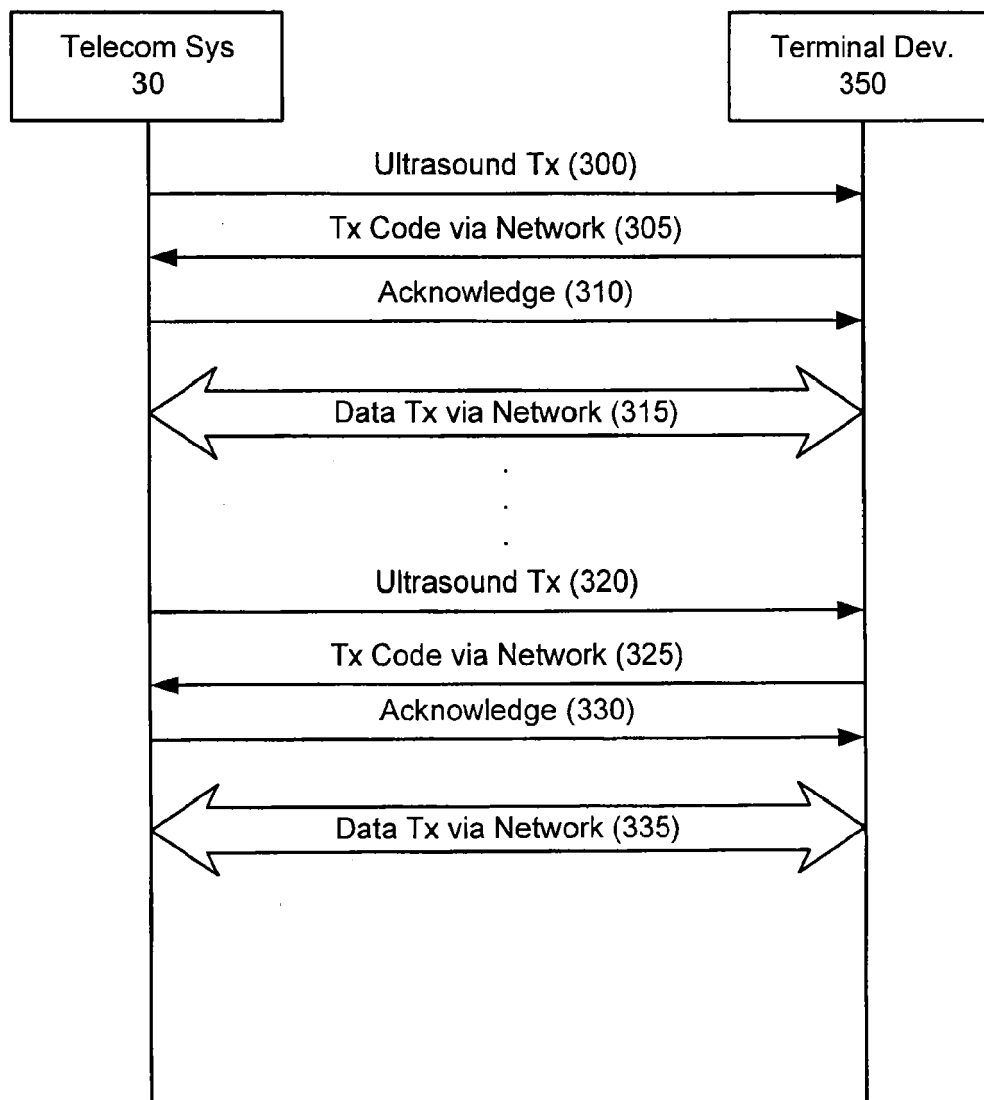 Telecom Sys
30
Terminal Dev.
350
Ultrasound Tx (300)
Tx Code via Network (305)
Acknowledge (310)
Data Tx via Network (315)
Ultrasound Tx (320)
Tx Code via Network (325)
Acknowledge (330)
Data Tx via Network (335)